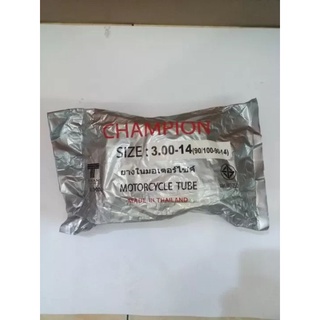 CHAMPION
SIZE : 3.00-14 (90/100-90-14)
ยางในมอเตอร์ไซค์
MOTORCYCLE TUBE
MADE IN THAILAND